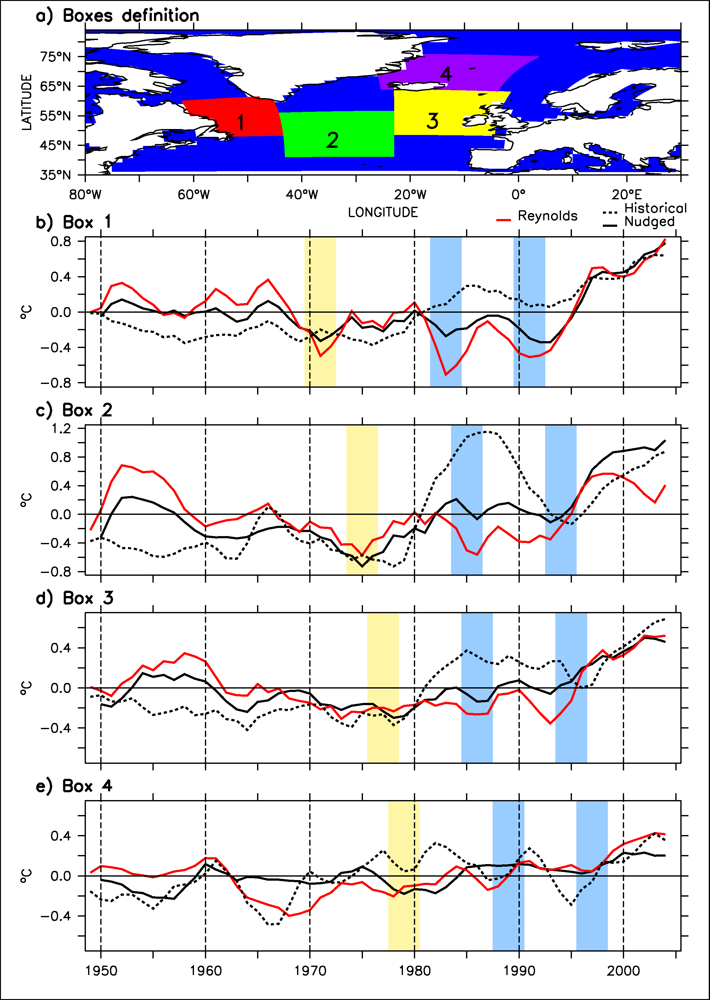 a) Boxes definition
75°N
65°N
55°N
45°N
35°N
LATITUDE
1
2
3
4
80°W 60°W 40°W 20°W 0° 20°E
LONGITUDE
Reynolds
Historical
Nudged
b) Box 1
0.8
0.4
0.0
−0.4
−0.8
°C
c) Box 2
1.2
0.8
0.4
0.0
−0.4
−0.8
°C
d) Box 3
0.4
0.0
−0.4
°C
e) Box 4
0.4
0.0
−0.4
°C
1950 1960 1970 1980 1990 2000